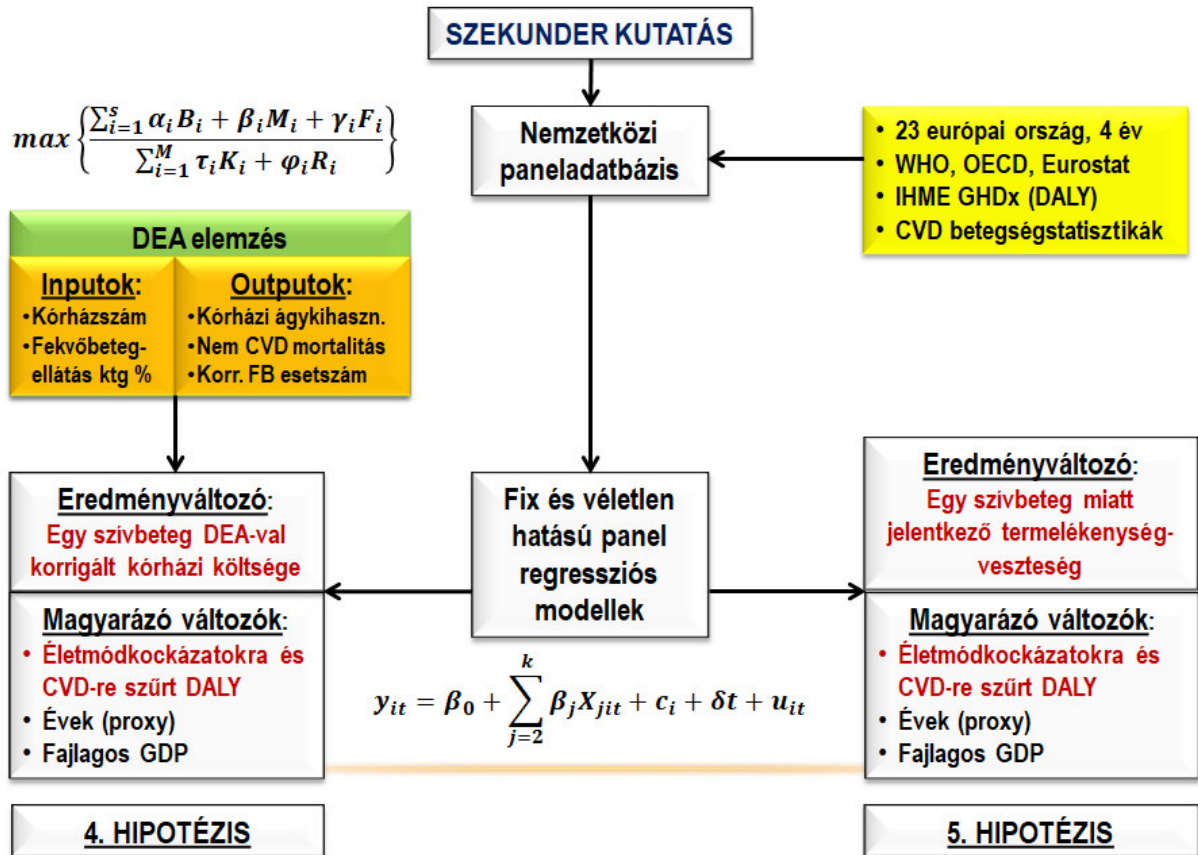 SZEKUNDER KUTATÁS
max {∑ᵢ₌₁ˢ αᵢBᵢ + βᵢMᵢ + γᵢFᵢ / ∑ᵢ₌₁ᴹ τᵢKᵢ + φᵢRᵢ}
Nemzetközi
paneladatbázis
• 23 európai ország, 4 év
• WHO, OECD, Eurostat
• IHME GHDx (DALY)
• CVD betegségstatisztikák
DEA elemzés
Inputok:
• Kórházszám
• Fekvőbeteg-
ellátás ktg %
Outputok:
• Kórházi ágykihaszn.
• Nem CVD mortalitás
• Korr. FB esetszám
Eredményváltozó:
Egy szívbeteg DEA-val
korrigált kórházi költsége
Magyarázó változók:
• Életmódkockázatokra és
CVD-re szűrt DALY
• Évek (proxy)
• Fajlagos GDP
Fix és véletlen
hatású panel
regressziós
modellek
yᵢₜ = β₀ + ∑ⱼ₌₂ᵏ βⱼXⱼᵢₜ + cᵢ + δt + uᵢₜ
Eredményváltozó:
Egy szívbeteg miatt
jelentkező termelékenység-
veszteség
Magyarázó változók:
• Életmódkockázatokra és
CVD-re szűrt DALY
• Évek (proxy)
• Fajlagos GDP
4. HIPOTÉZIS
5. HIPOTÉZIS